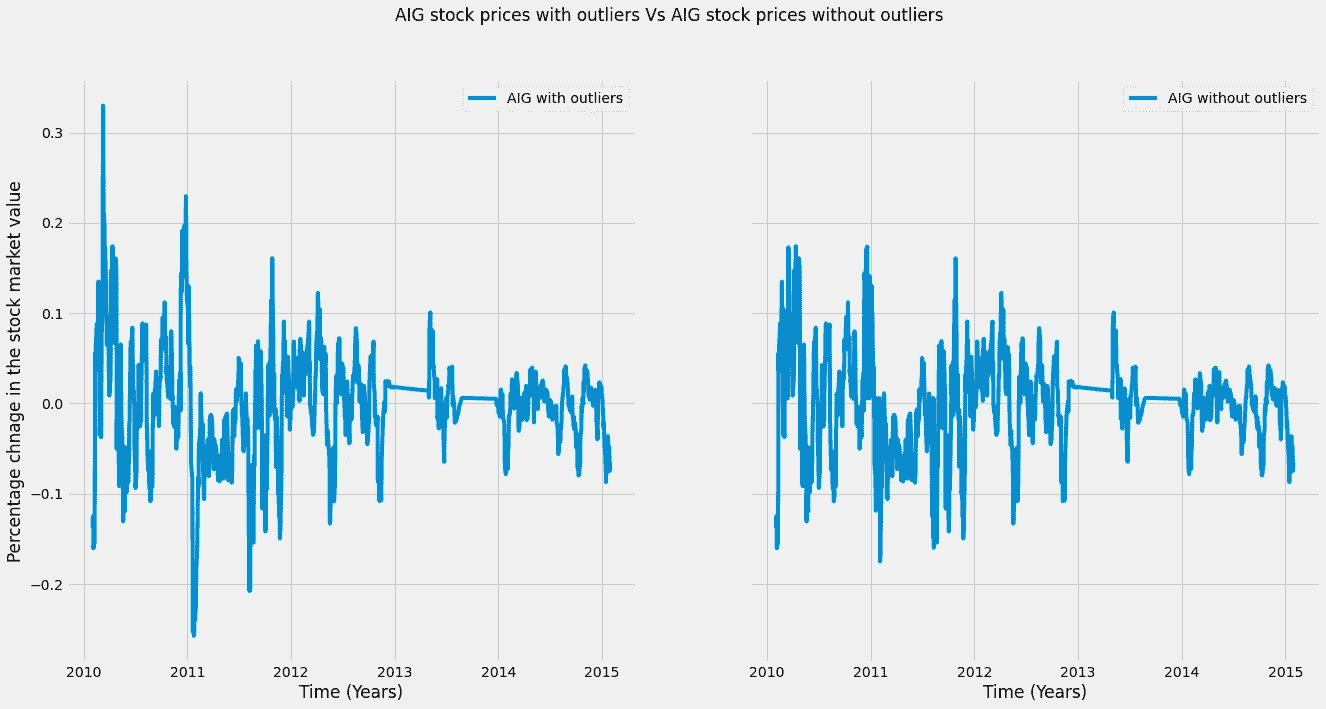 AIG stock prices with outliers Vs AIG stock prices without outliers
Percentage chnage in the stock market value
0.3
0.2
0.1
0.0
−0.1
−0.2
AIG with outliers
2010 2011 2012 2013 2014 2015
Time (Years)
AIG without outliers
2010 2011 2012 2013 2014 2015
Time (Years)